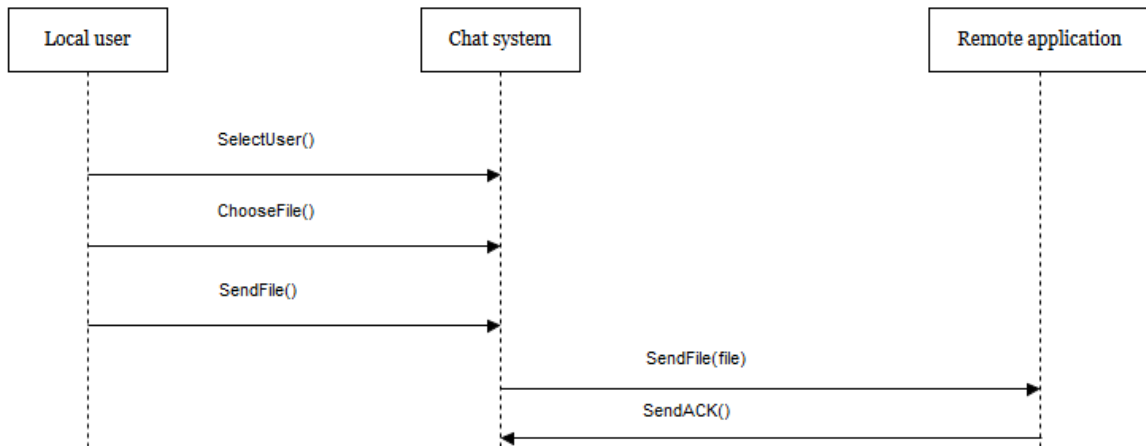 Local user
Chat system
Remote application
SelectUser()
ChooseFile()
SendFile()
SendFile(file)
SendACK()